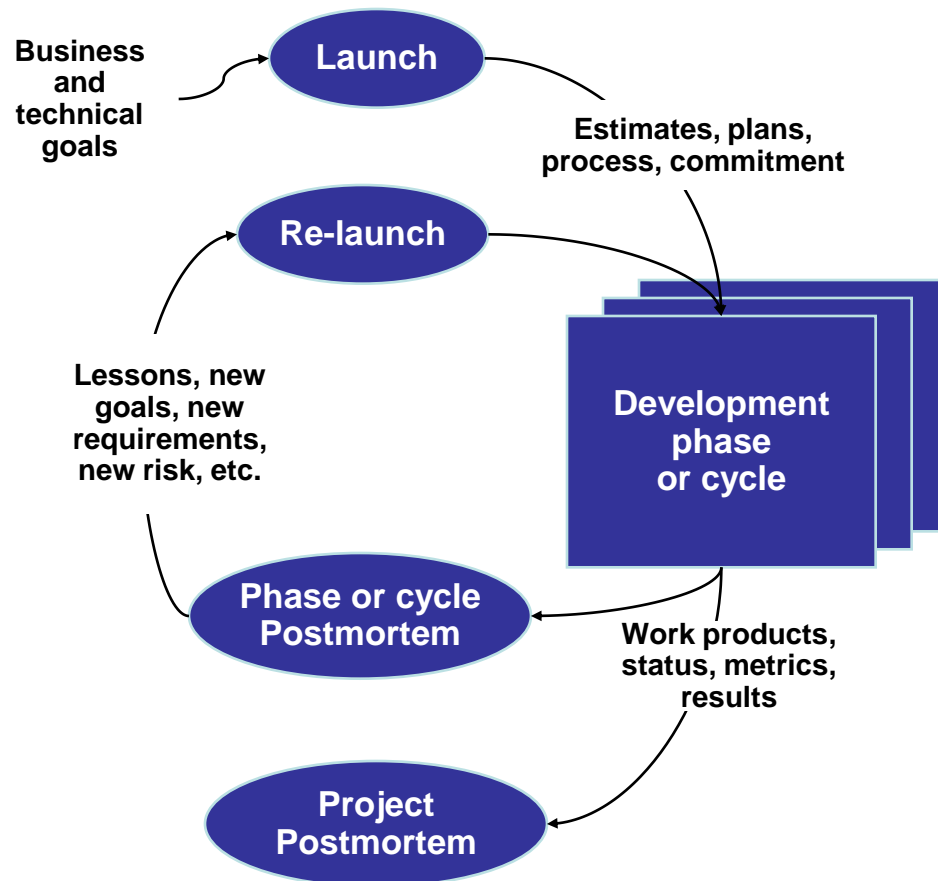 Business
and
technical
goals
Launch
Estimates, plans,
process, commitment
Re-launch
Lessons, new
goals, new
requirements,
new risk, etc.
Development
phase
or cycle
Phase or cycle
Postmortem
Work products,
status, metrics,
results
Project
Postmortem